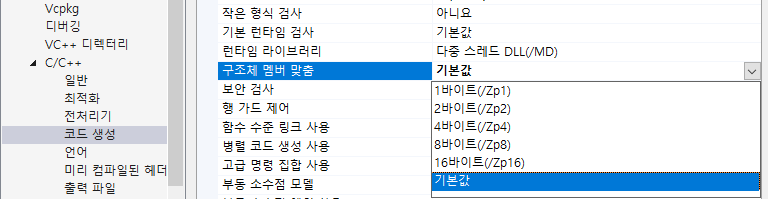 Vcpkg
디버깅
VC++ 디렉터리
C/C++
일반
최적화
전처리기
코드 생성
언어
미리 컴파일된 헤더
출력 파일
작은 형식 검사 아니요
기본 런타임 검사 기본값
런타임 라이브러리 다중 스레드 DLL(/MD)
구조체 멤버 맞춤 기본값
보안 검사 1바이트(/Zp1)
행 가드 제어 2바이트(/Zp2)
함수 수준 링크 사용 4바이트(/Zp4)
병렬 코드 생성 사용 8바이트(/Zp8)
고급 명령 집합 사용 16바이트(/Zp16)
부동 소수점 모델 기본값